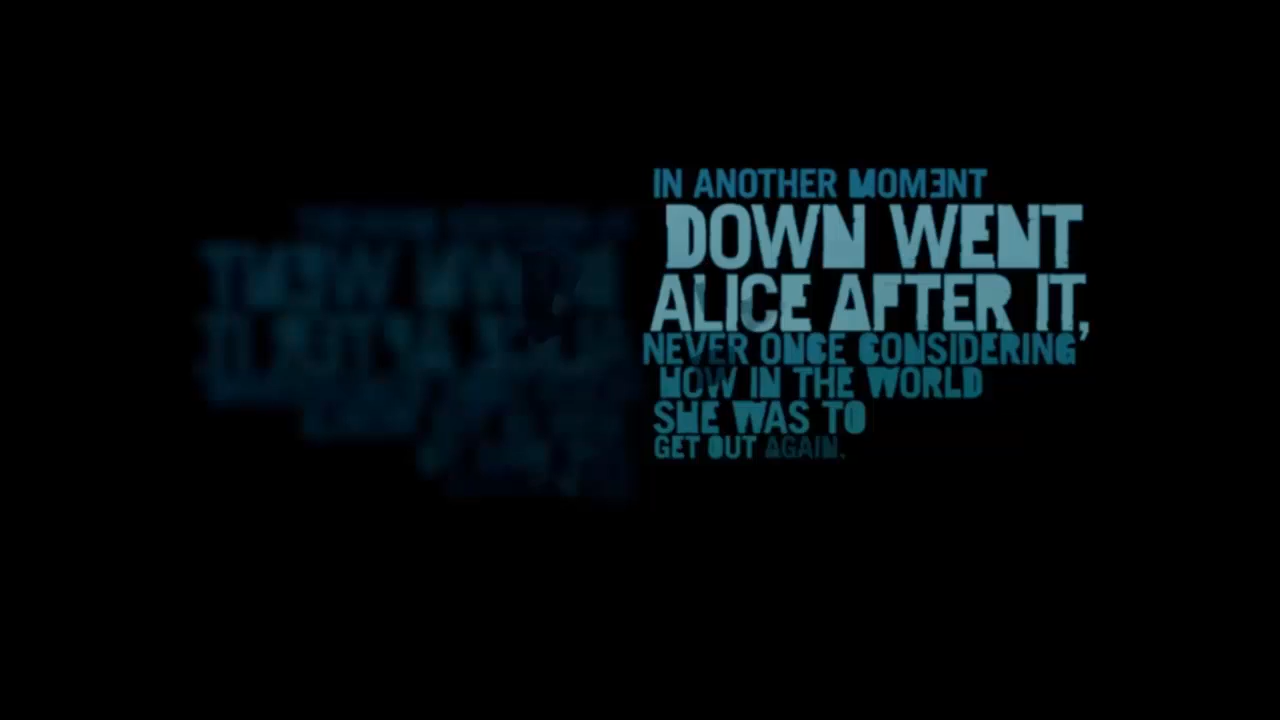 IN ANOTHER MOMENT
DOWN WENT
ALICE AFTER IT,
NEVER ONCE CONSIDERING
HOW IN THE WORLD
SHE WAS TO
GET OUT AGAIN.